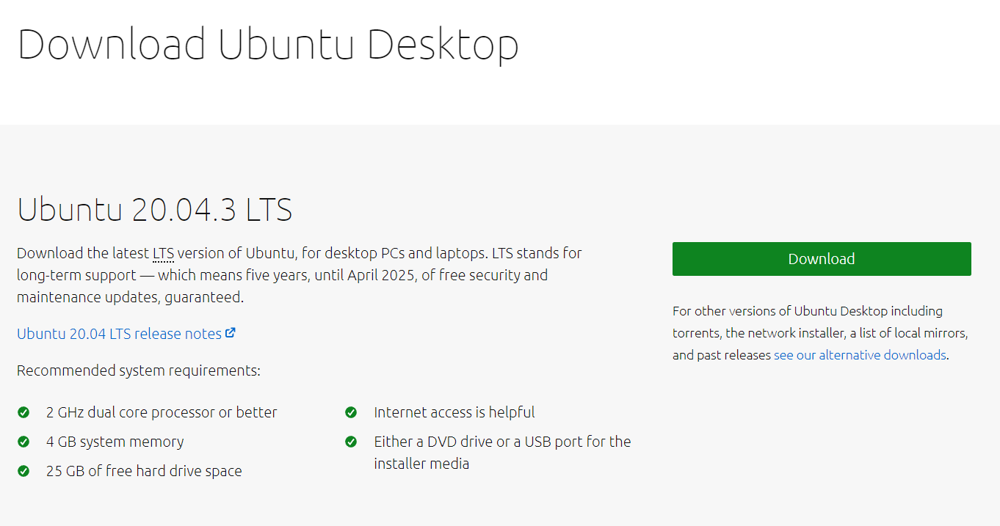 Download Ubuntu Desktop
Ubuntu 20.04.3 LTS
Download the latest LTS version of Ubuntu, for desktop PCs and laptops. LTS stands for
long-term support — which means five years, until April 2025, of free security and
maintenance updates, guaranteed.
Ubuntu 20.04 LTS release notes
Recommended system requirements:
2 GHz dual core processor or better
4 GB system memory
25 GB of free hard drive space
Internet access is helpful
Either a DVD drive or a USB port for the
installer media
Download
For other versions of Ubuntu Desktop including
torrents, the network installer, a list of local mirrors,
and past releases see our alternative downloads.